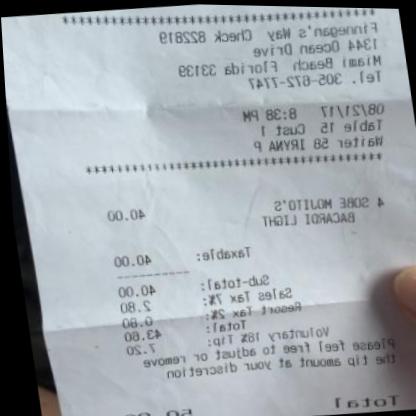 ****************************************
Finnegan's Way Check 822819
1344 Ocean Drive
Miami Beach Florida 33139
Tel. 305-672-7747
08/21/17 8:38 PM
Table 15 Cust 1
Waiter 58 IRYNA P
****************************************
4 SOBE MOJITO'S 40.00
BACARDI LIGHT
Taxable: 40.00
----------
Sub-total: 40.00
Sales Tax 7%: 2.80
Resort Tax 2%: 0.80
Total: 43.60
Voluntary 18% Tip: 7.20
Please feel free to adjust or remove
the tip amount at your discretion
Total